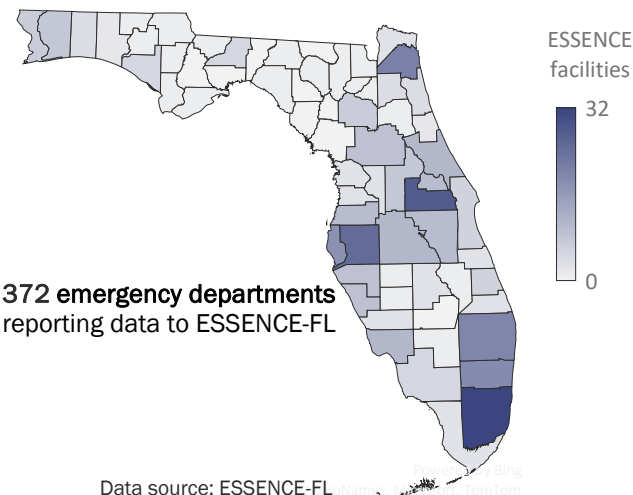 ESSENCE
facilities
32
0
372 emergency departments
reporting data to ESSENCE-FL
Powered by Bing
Data source: ESSENCE-FL
TomTom